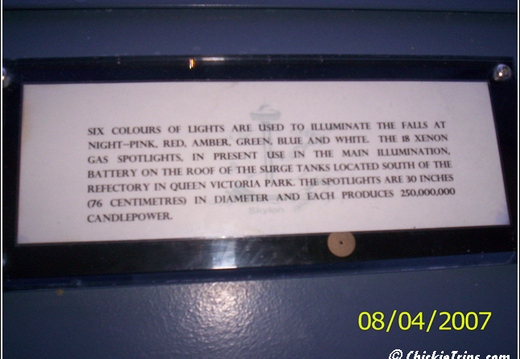 SIX COLOURS OF LIGHTS ARE USED TO ILLUMINATE THE FALLS AT
NIGHT-PINK, RED, AMBER, GREEN, BLUE AND WHITE. THE 18 XENON
GAS SPOTLIGHTS, IN PRESENT USE IN THE MAIN ILLUMINATION,
BATTERY ON THE ROOF OF THE SURGE TANKS LOCATED SOUTH OF THE
REFECTORY IN QUEEN VICTORIA PARK. THE SPOTLIGHTS ARE 30 INCHES
(76 CENTIMETRES) IN DIAMETER AND EACH PRODUCES 250,000,000
CANDLEPOWER.
08/04/2007
© ChickieTrips.com